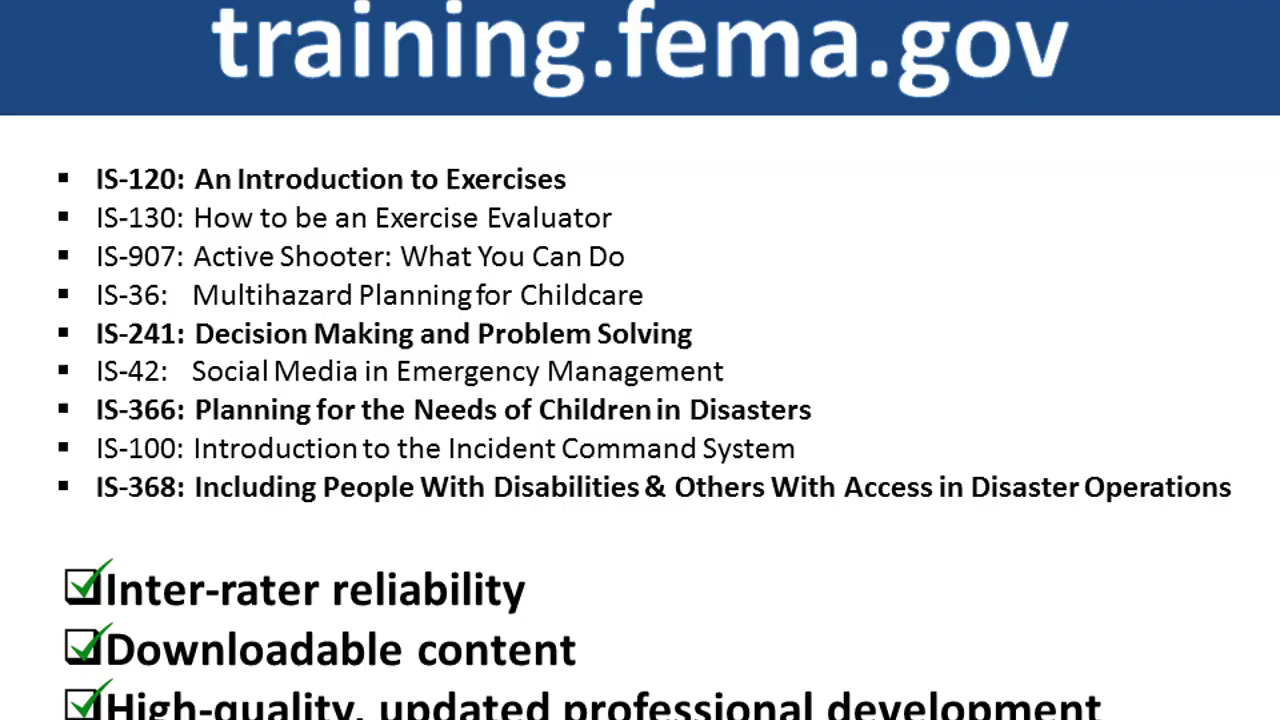 training.fema.gov
▪ IS-120: An Introduction to Exercises
▪ IS-130: How to be an Exercise Evaluator
▪ IS-907: Active Shooter: What You Can Do
▪ IS-36: Multihazard Planning for Childcare
▪ IS-241: Decision Making and Problem Solving
▪ IS-42: Social Media in Emergency Management
▪ IS-366: Planning for the Needs of Children in Disasters
▪ IS-100: Introduction to the Incident Command System
▪ IS-368: Including People With Disabilities & Others With Access in Disaster Operations
Inter-rater reliability
Downloadable content
High-quality, updated professional development